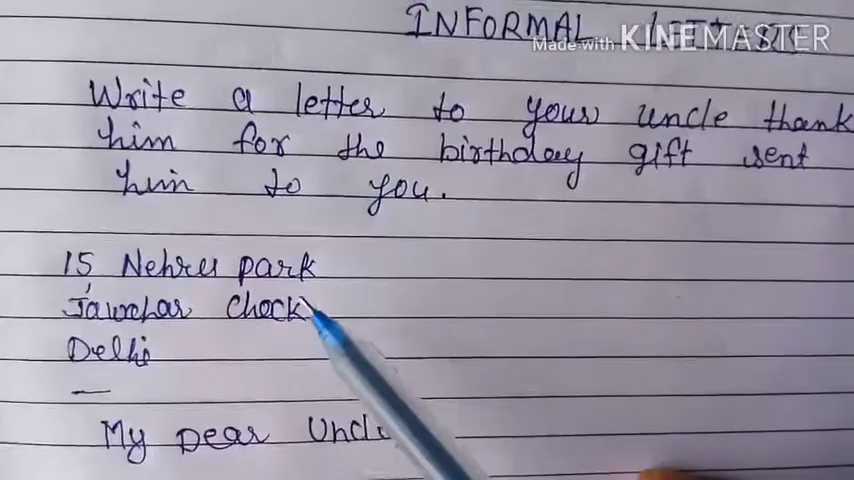 INFORMAL
Made with KINEMASTER
Write a letter to your uncle thank
him for the birthday gift sent
him to you.
15 Nehru park
Jawehar Chock
Delhi
—
My Dear Uncle